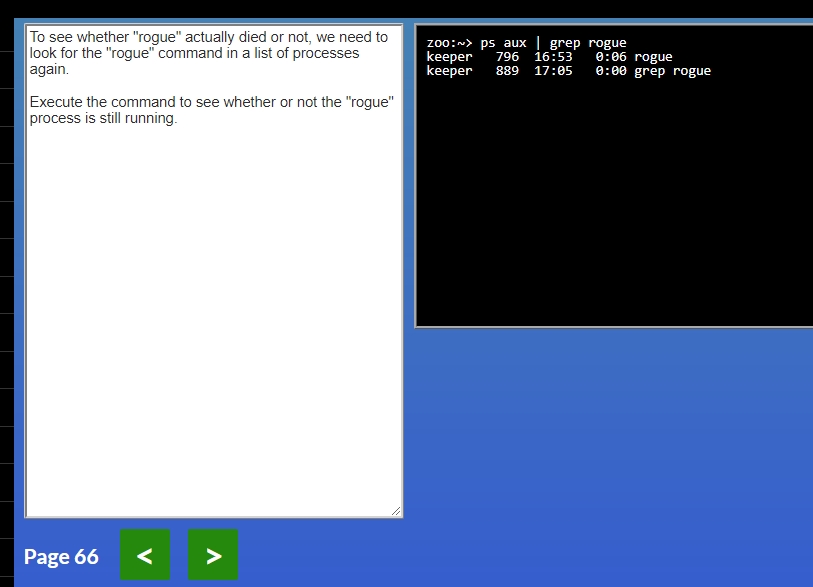 To see whether "rogue" actually died or not, we need to
look for the "rogue" command in a list of processes
again.
Execute the command to see whether or not the "rogue"
process is still running.
zoo:~> ps aux | grep rogue
keeper   796  16:53   0:06 rogue
keeper   889  17:05   0:00 grep rogue
Page 66
<
>